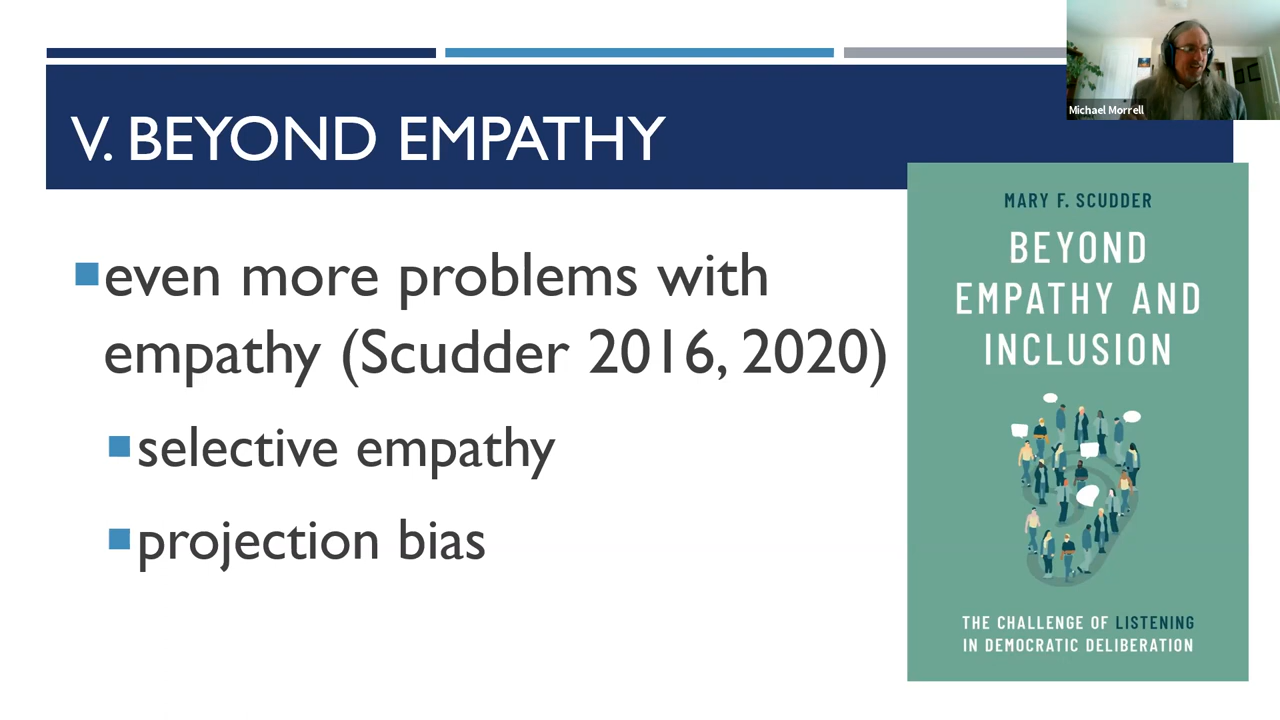 Michael Morrell
V. BEYOND EMPATHY
even more problems with
empathy (Scudder 2016, 2020)
selective empathy
projection bias
MARY F. SCUDDER
BEYOND
EMPATHY AND
INCLUSION
THE CHALLENGE OF LISTENING
IN DEMOCRATIC DELIBERATION